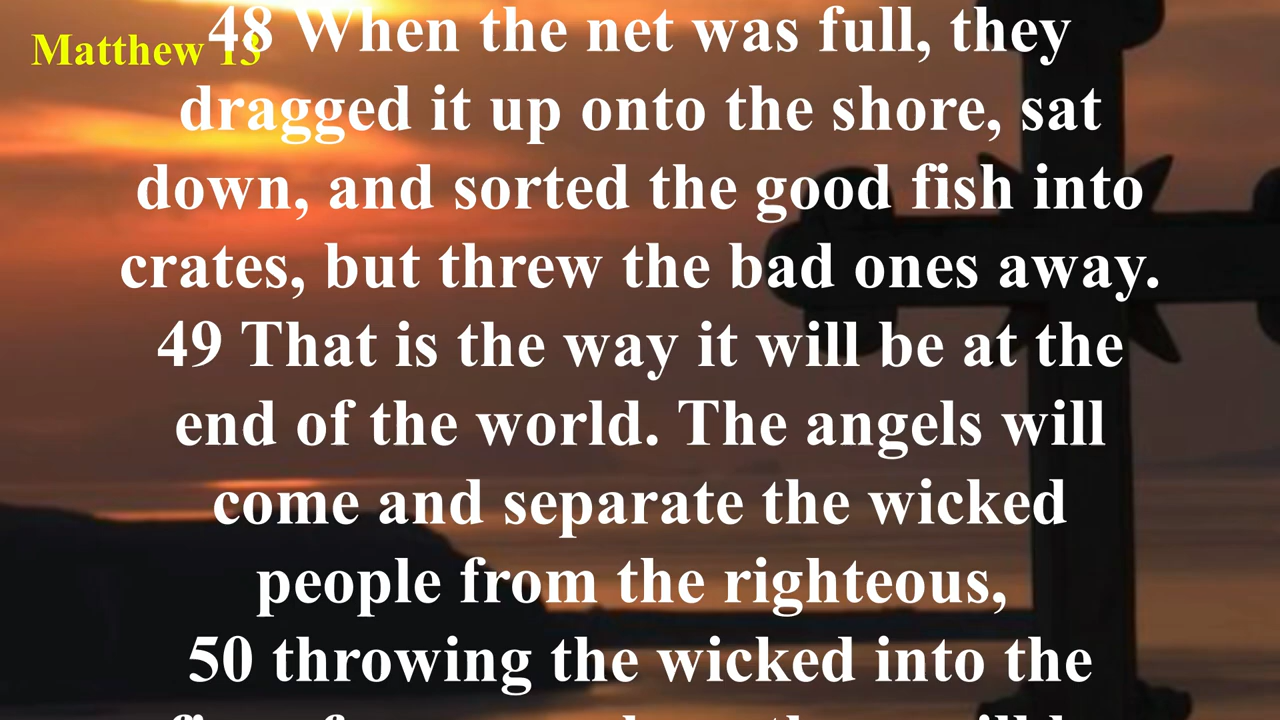 Matthew 13
48 When the net was full, they
dragged it up onto the shore, sat
down, and sorted the good fish into
crates, but threw the bad ones away.
49 That is the way it will be at the
end of the world. The angels will
come and separate the wicked
people from the righteous,
50 throwing the wicked into the